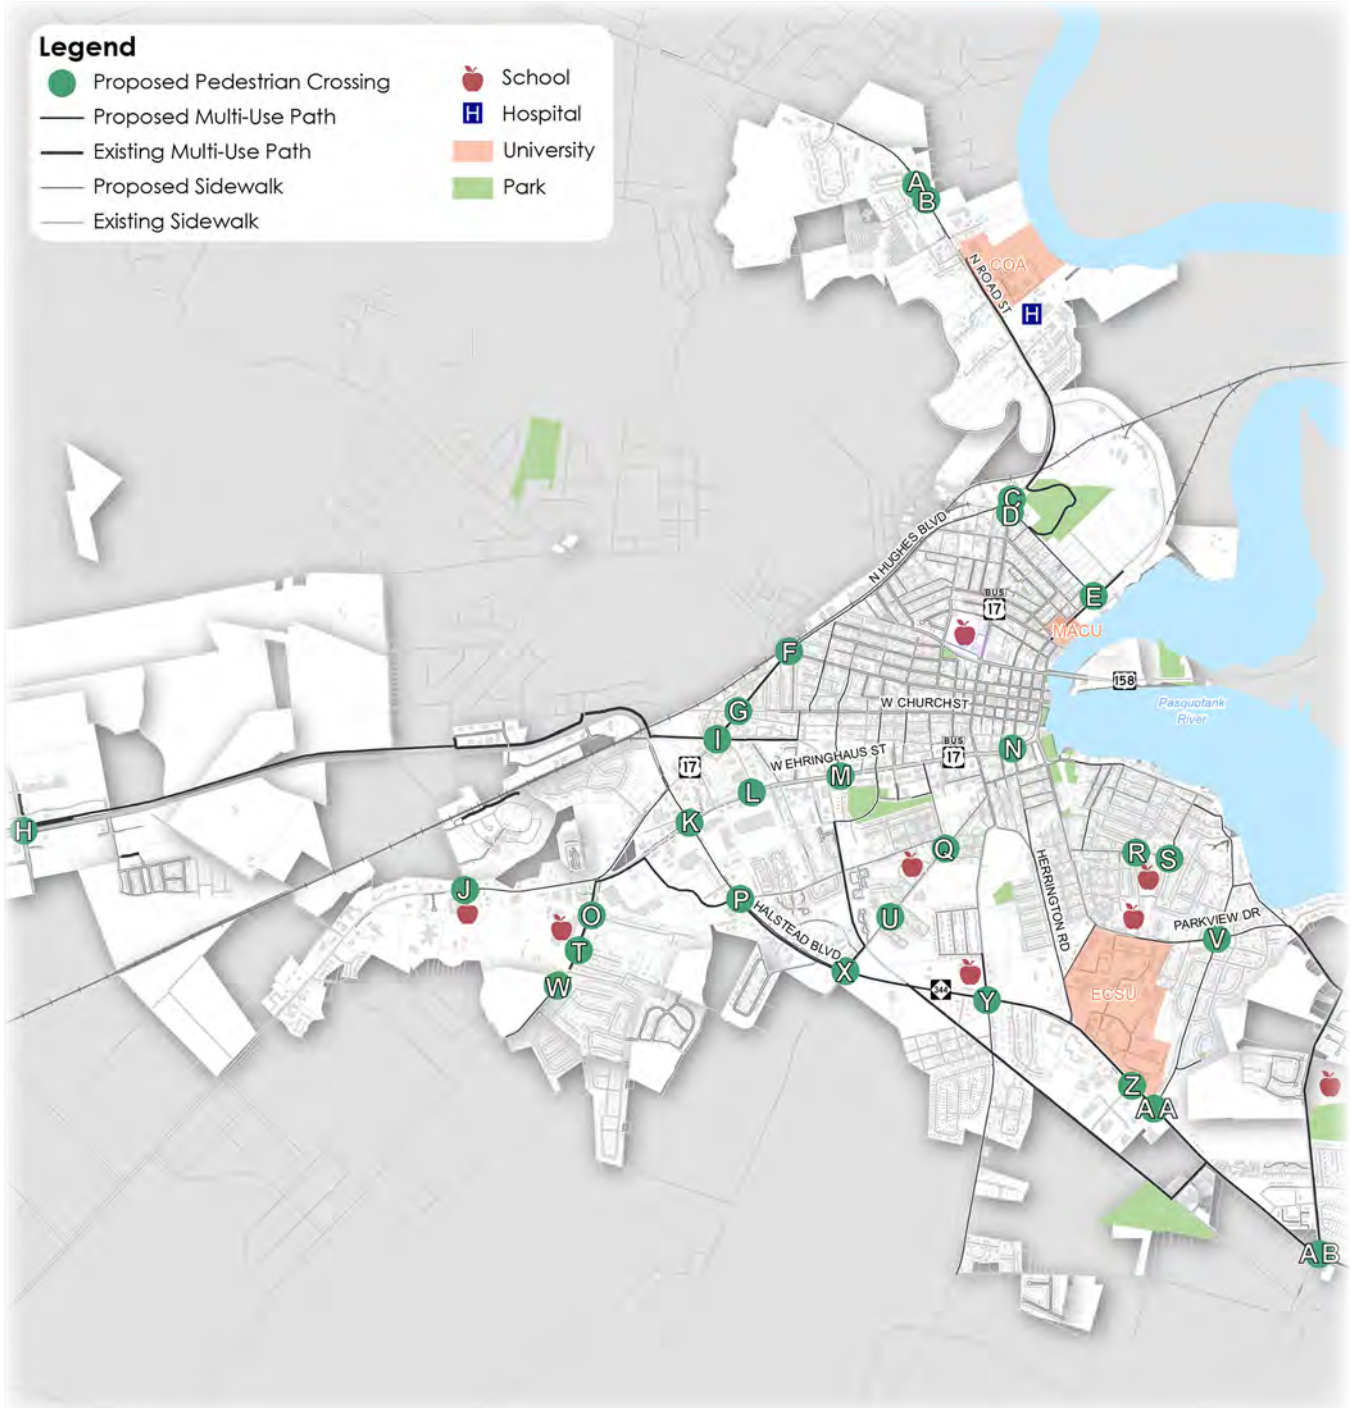 Legend
Proposed Pedestrian Crossing
Proposed Multi-Use Path
Existing Multi-Use Path
Proposed Sidewalk
Existing Sidewalk
School
H Hospital
University
Park
A
B
COA
N ROAD ST
H
C
D
N HUGHES BLVD
E
BUS
17
MACU
F
158
W CHURCH ST
Pasquotank
River
G
I
N
BUS
17
W EHRINGHAUS ST
17
M
L
K
H
Q
R
S
HERRINGTON RD
J
P
O
HALSTEAD BLVD
U
PARKVIEW DR
V
T
X
W
344
Y
ECSU
Z
AA
AB